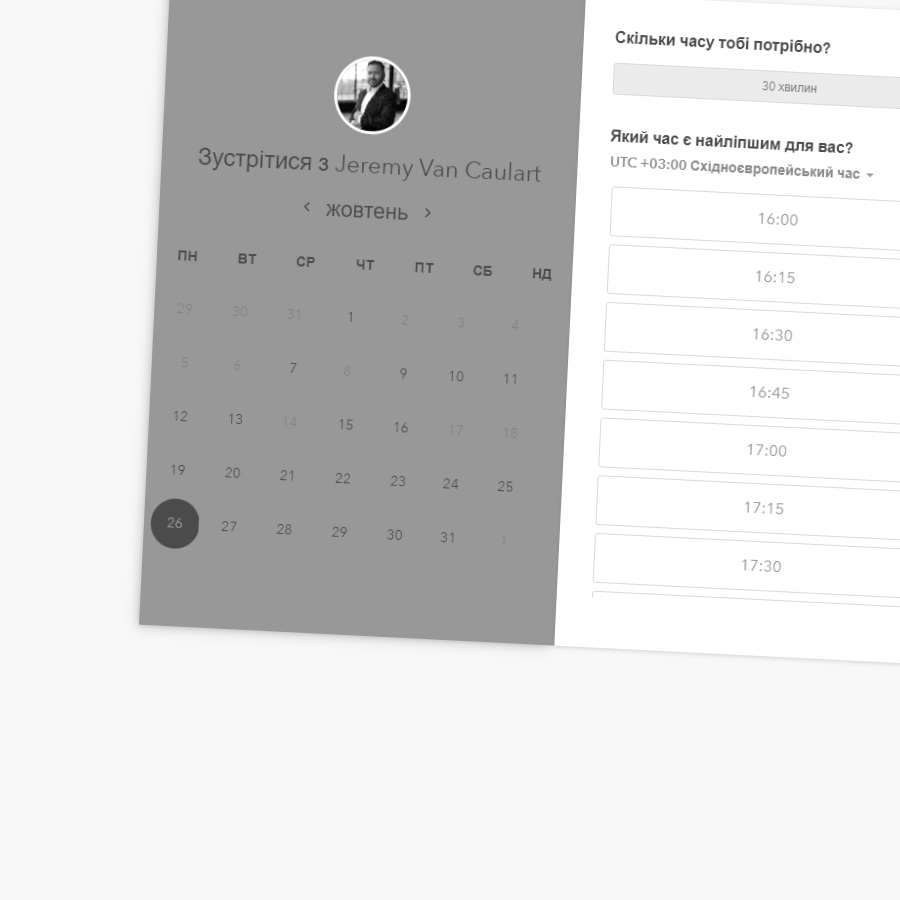 Зустрітися з Jeremy Van Caulart
‹ жовтень ›
ПН ВТ СР ЧТ ПТ СБ НД
29 30 31 1 2 3 4
5 6 7 8 9 10 11
12 13 14 15 16 17 18
19 20 21 22 23 24 25
26 27 28 29 30 31 1
Скільки часу тобі потрібно?
30 хвилин
Який час є найліпшим для вас?
UTC +03:00 Східноєвропейський час
16:00
16:15
16:30
16:45
17:00
17:15
17:30